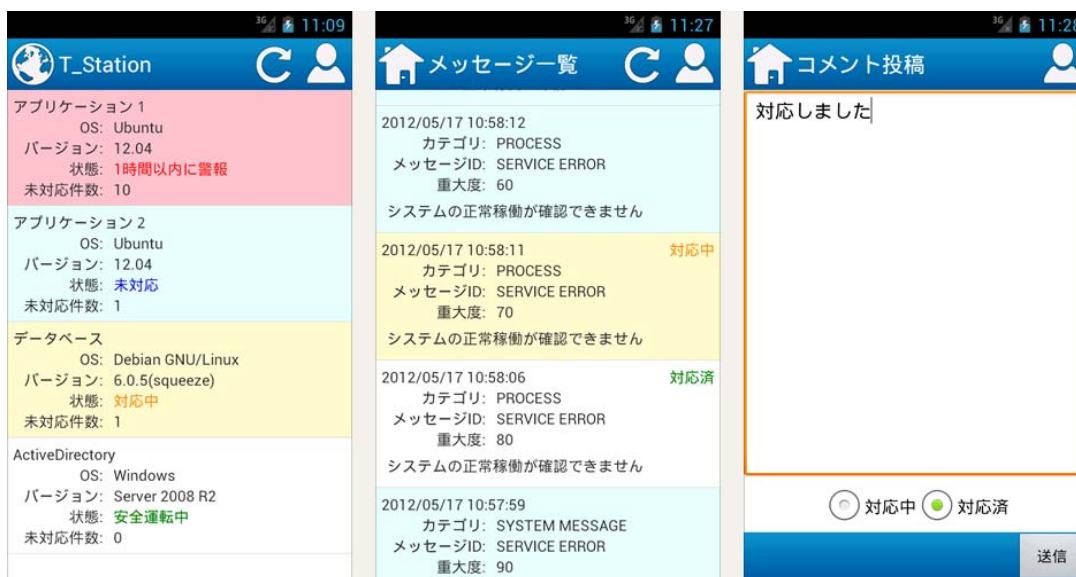 3G 11:09
T_Station
アプリケーション 1
OS: Ubuntu
バージョン: 12.04
状態: 1時間以内に警報
未対応件数: 10
アプリケーション 2
OS: Ubuntu
バージョン: 12.04
状態: 未対応
未対応件数: 1
データベース
OS: Debian GNU/Linux
バージョン: 6.0.5(squeeze)
状態: 対応中
未対応件数: 1
ActiveDirectory
OS: Windows
バージョン: Server 2008 R2
状態: 安全運転中
未対応件数: 0
3G 11:27
メッセージ一覧
2012/05/17 10:58:12
カテゴリ: PROCESS
メッセージID: SERVICE ERROR
重大度: 60
システムの正常稼働が確認できません
2012/05/17 10:58:11 対応中
カテゴリ: PROCESS
メッセージID: SERVICE ERROR
重大度: 70
システムの正常稼働が確認できません
2012/05/17 10:58:06 対応済
カテゴリ: PROCESS
メッセージID: SERVICE ERROR
重大度: 80
システムの正常稼働が確認できません
2012/05/17 10:57:59
カテゴリ: SYSTEM MESSAGE
メッセージID: SERVICE ERROR
重大度: 90
3G 11:28
コメント投稿
対応しました
対応中 対応済
送信